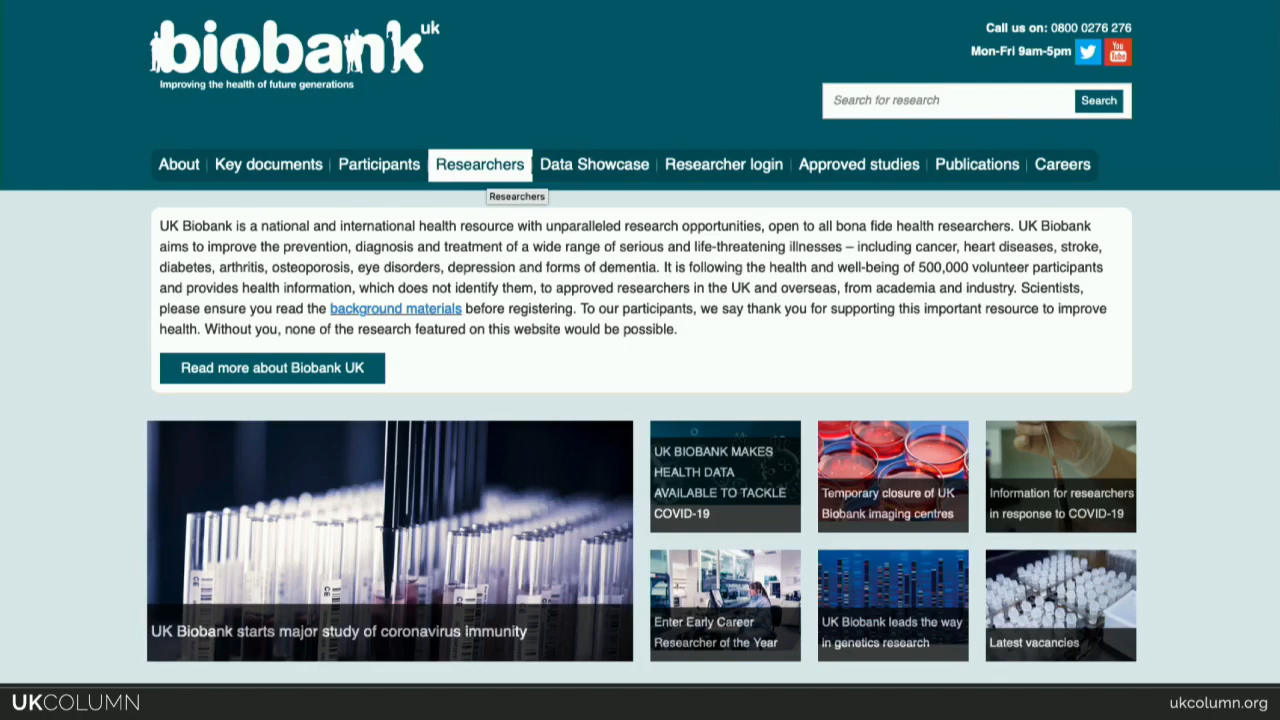 biobank uk
Improving the health of future generations
Call us on: 0800 0276 276
Mon-Fri 9am-5pm
You
Tube
Search for research
Search
About
Key documents
Participants
Researchers
Data Showcase
Researcher login
Approved studies
Publications
Careers
Researchers
UK Biobank is a national and international health resource with unparalleled research opportunities, open to all bona fide health researchers. UK Biobank
aims to improve the prevention, diagnosis and treatment of a wide range of serious and life-threatening illnesses – including cancer, heart diseases, stroke,
diabetes, arthritis, osteoporosis, eye disorders, depression and forms of dementia. It is following the health and well-being of 500,000 volunteer participants
and provides health information, which does not identify them, to approved researchers in the UK and overseas, from academia and industry. Scientists,
please ensure you read the background materials before registering. To our participants, we say thank you for supporting this important resource to improve
health. Without you, none of the research featured on this website would be possible.
Read more about Biobank UK
UK Biobank starts major study of coronavirus immunity
UK BIOBANK MAKES
HEALTH DATA
AVAILABLE TO TACKLE
COVID-19
Temporary closure of UK
Biobank imaging centres
Information for researchers
in response to COVID-19
Enter Early Career
Researcher of the Year
UK Biobank leads the way
in genetics research
Latest vacancies
UKCOLUMN
ukcolumn.org